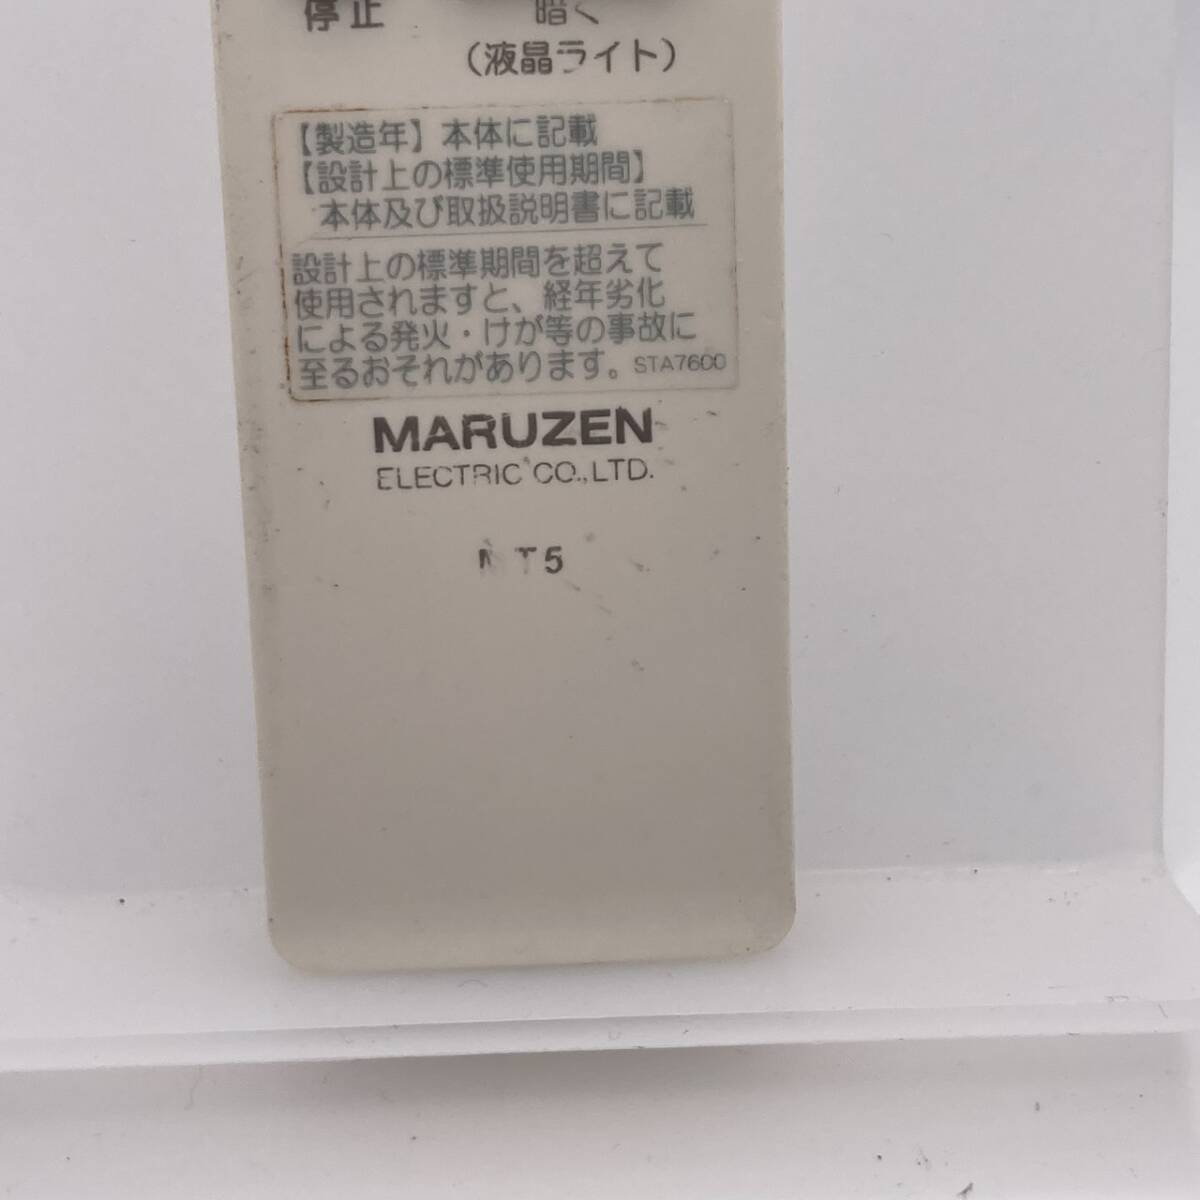 停止 暗く
（液晶ライト）
【製造年】本体に記載
【設計上の標準使用期間】
本体及び取扱説明書に記載
設計上の標準期間を超えて
使用されますと、経年劣化
による発火・けが等の事故に
至るおそれがあります。STA7600
MARUZEN
ELECTRIC CO.,LTD.